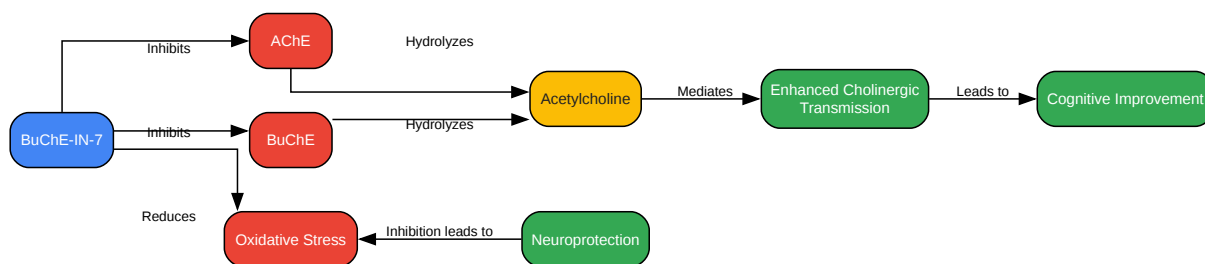 AChE
Inhibits
Hydrolyzes
Acetylcholine
Mediates
Enhanced Cholinergic
Transmission
Leads to
Cognitive Improvement
BuChE-IN-7
Inhibits
BuChE
Hydrolyzes
Reduces
Oxidative Stress
Inhibition leads to
Neuroprotection